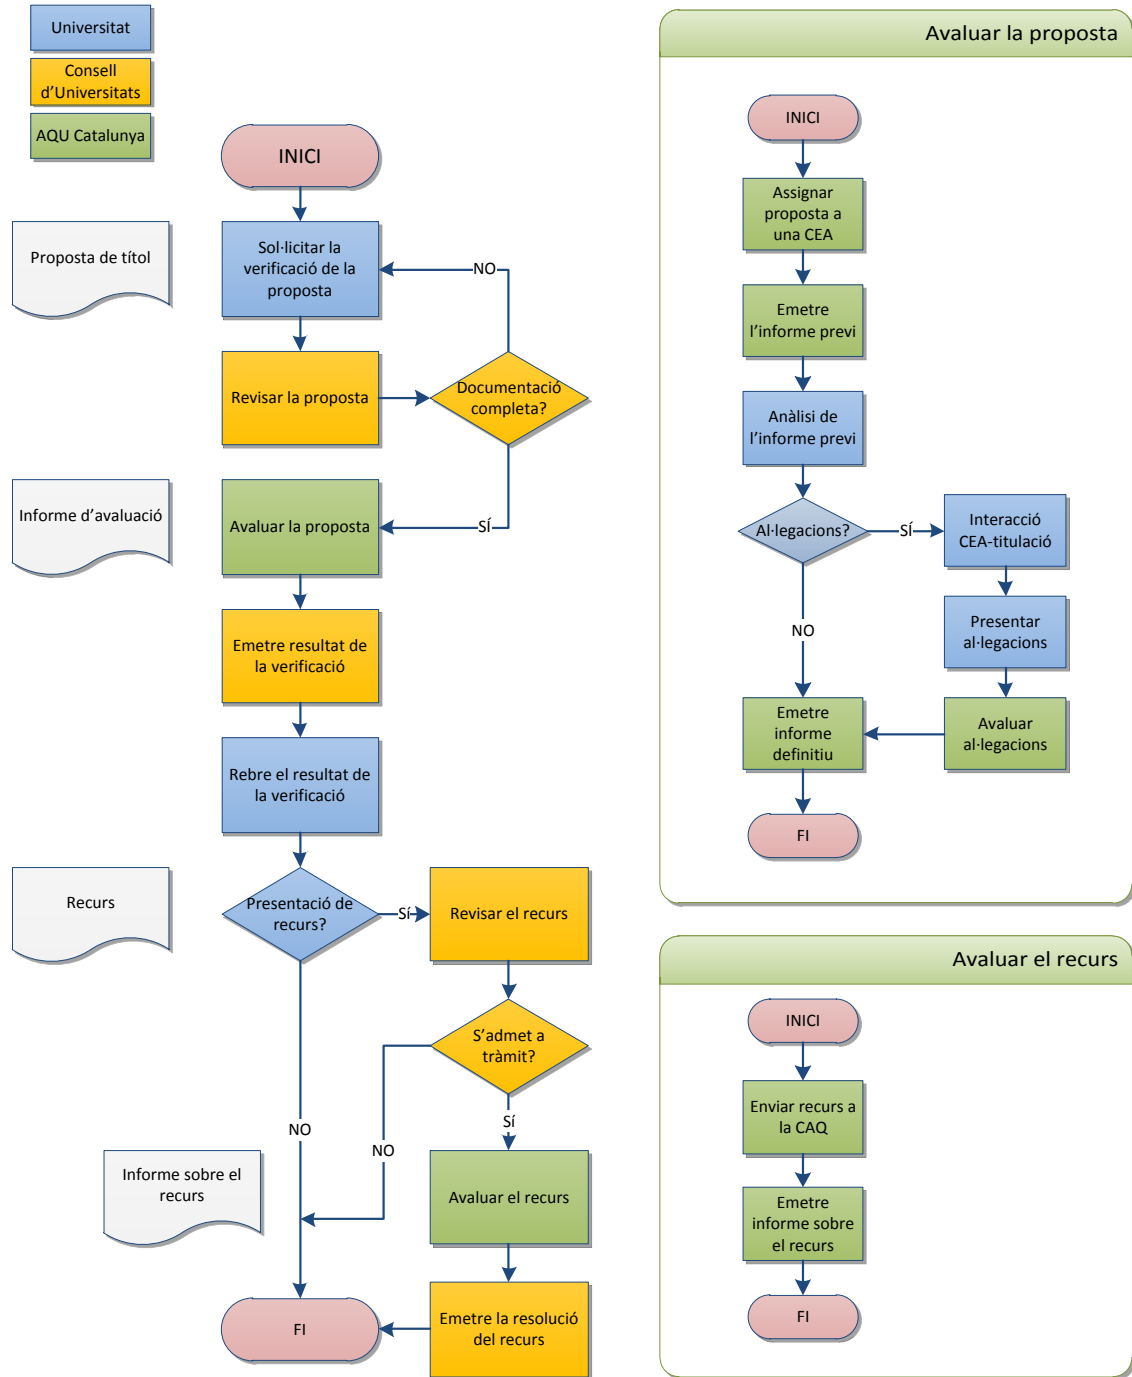 Universitat
Consell
d'Universitats
AQU Catalunya
INICI
Proposta de títol
Sol·licitar la
verificació de la
proposta
NO
Revisar la proposta
Documentació
completa?
Informe d'avaluació
Avaluar la proposta
SÍ
Emetre resultat de
la verificació
Rebre el resultat de
la verificació
Recurs
Presentació de
recurs?
Sí
Revisar el recurs
S'admet a
tràmit?
Sí
NO
NO
Informe sobre el
recurs
Avaluar el recurs
FI
Emetre la resolució
del recurs
Avaluar la proposta
INICI
Assignar
proposta a
una CEA
Emetre
l'informe previ
Anàlisi de
l'informe previ
Al·legacions?
SÍ
Interacció
CEA-titulació
NO
Presentar
al·legacions
Emetre
informe
definitiu
Avaluar
al·legacions
FI
Avaluar el recurs
INICI
Enviar recurs a
la CAQ
Emetre
informe sobre
el recurs
FI